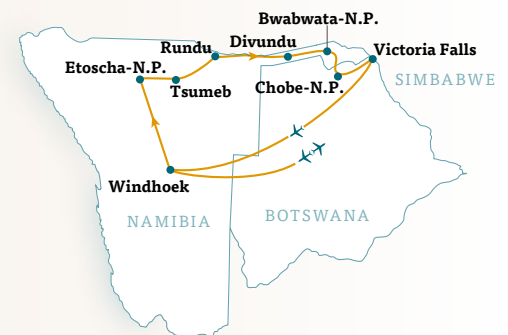 Bwabwata-N.P.
Rundu
Divundu
Victoria Falls
Etoscha-N.P.
Tsumeb
Chobe-N.P.
SIMBABWE
Windhoek
NAMIBIA
BOTSWANA